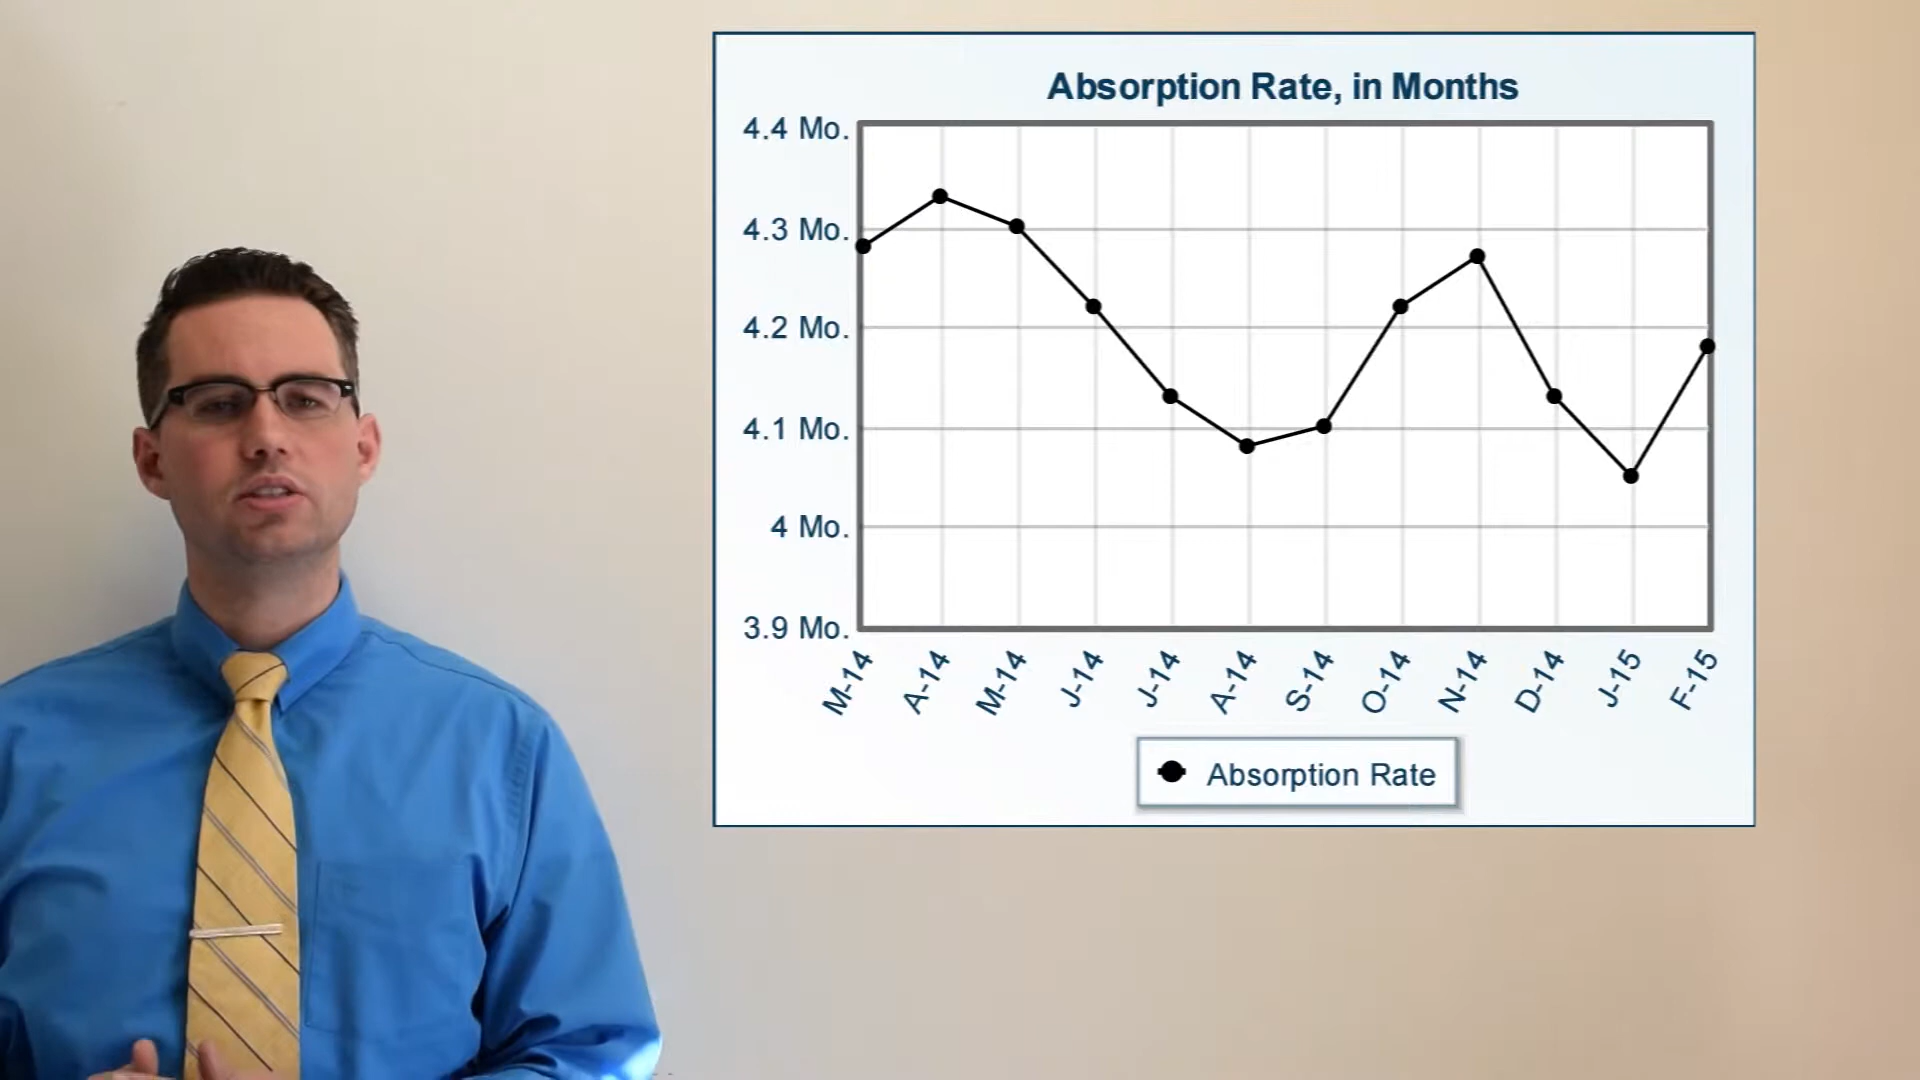 Absorption Rate, in Months
4.4 Mo.
4.3 Mo.
4.2 Mo.
4.1 Mo.
4 Mo.
3.9 Mo.
M-14 A-14 M-14 J-14 J-14 A-14 S-14 O-14 N-14 D-14 J-15 F-15
Absorption Rate